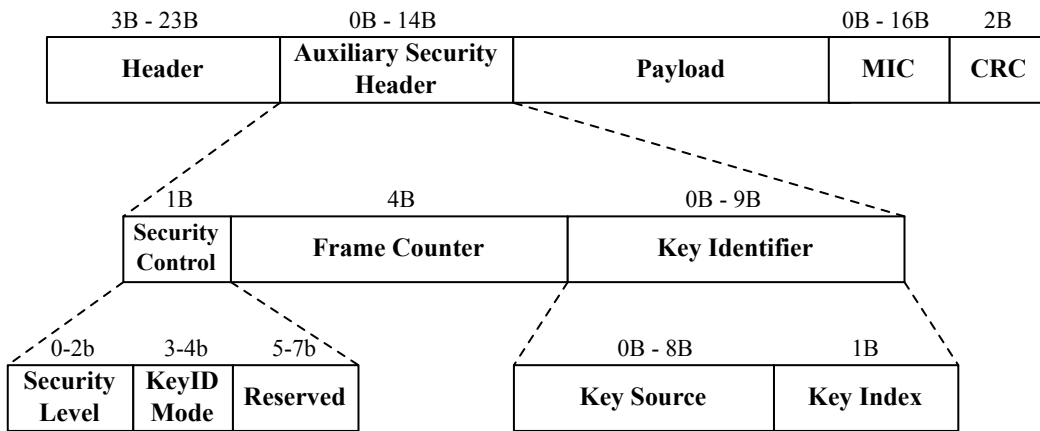 3B - 23B 0B - 14B 0B - 16B 2B
Header Auxiliary Security Header Payload MIC CRC
1B 4B 0B - 9B
Security Control Frame Counter Key Identifier
0-2b 3-4b 5-7b 0B - 8B 1B
Security Level KeyID Mode Reserved Key Source Key Index